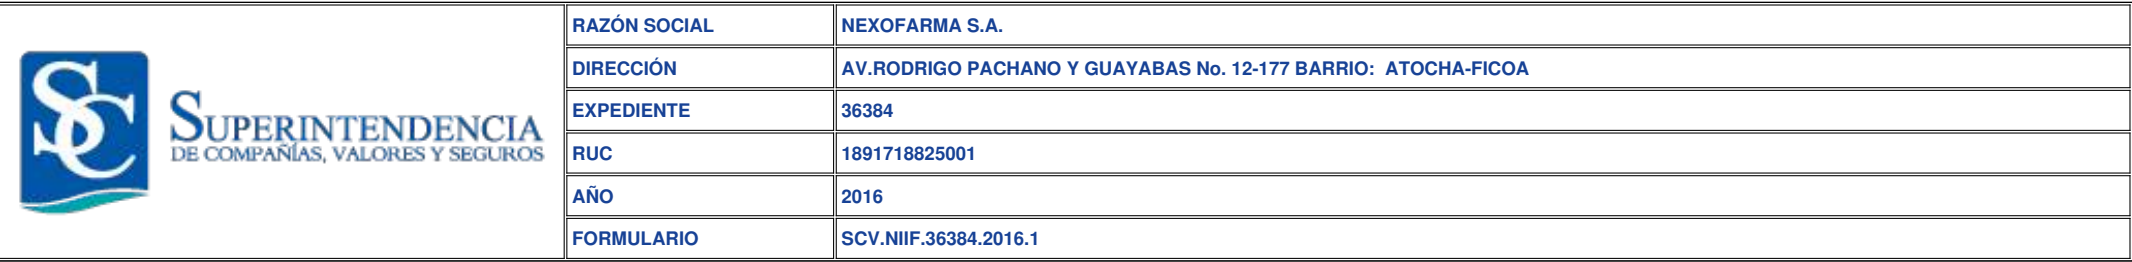 SC
SUPERINTENDENCIA
DE COMPAÑÍAS, VALORES Y SEGUROS
RAZÓN SOCIAL NEXOFARMA S.A.
DIRECCIÓN AV.RODRIGO PACHANO Y GUAYABAS No. 12-177 BARRIO: ATOCHA-FICOA
EXPEDIENTE 36384
RUC 1891718825001
AÑO 2016
FORMULARIO SCV.NIIF.36384.2016.1